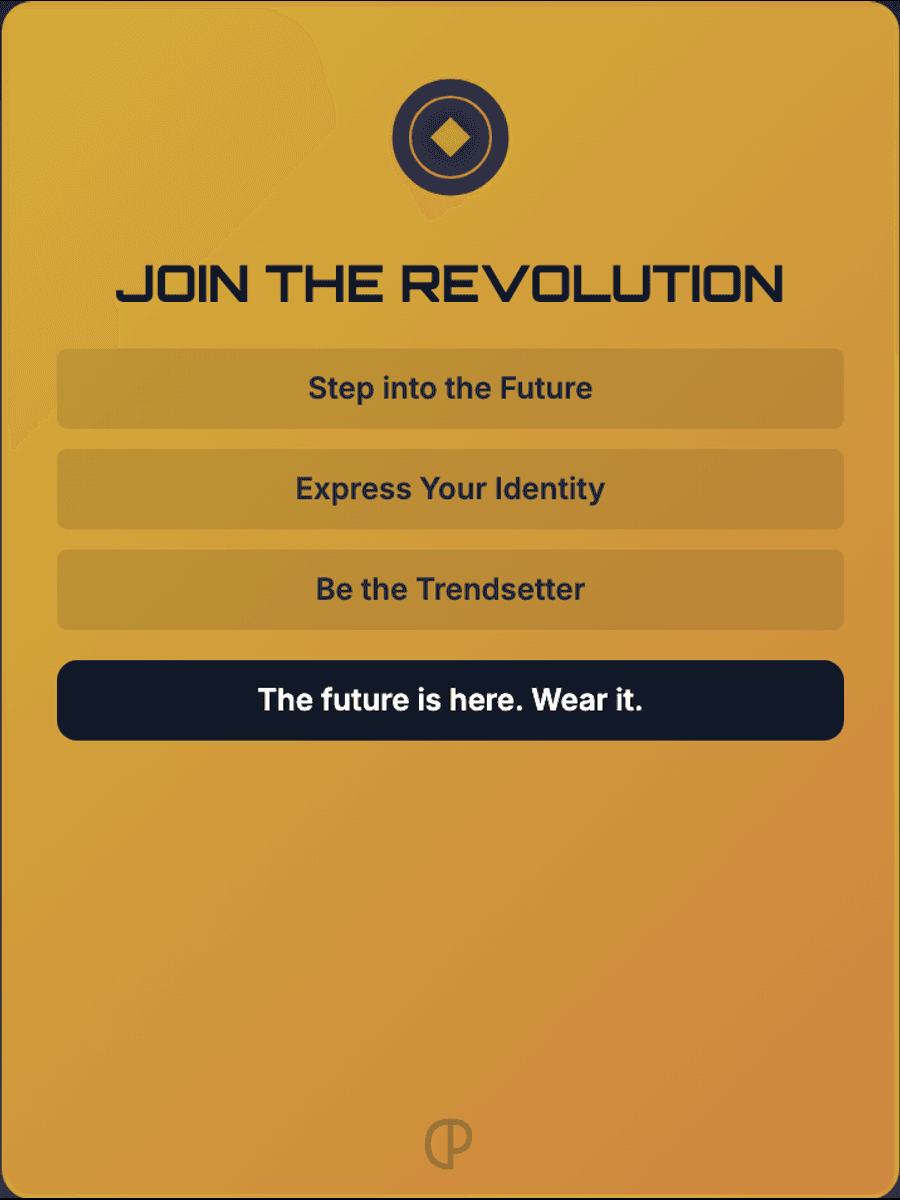 JOIN THE REVOLUTION
Step into the Future
Express Your Identity
Be the Trendsetter
The future is here. Wear it.